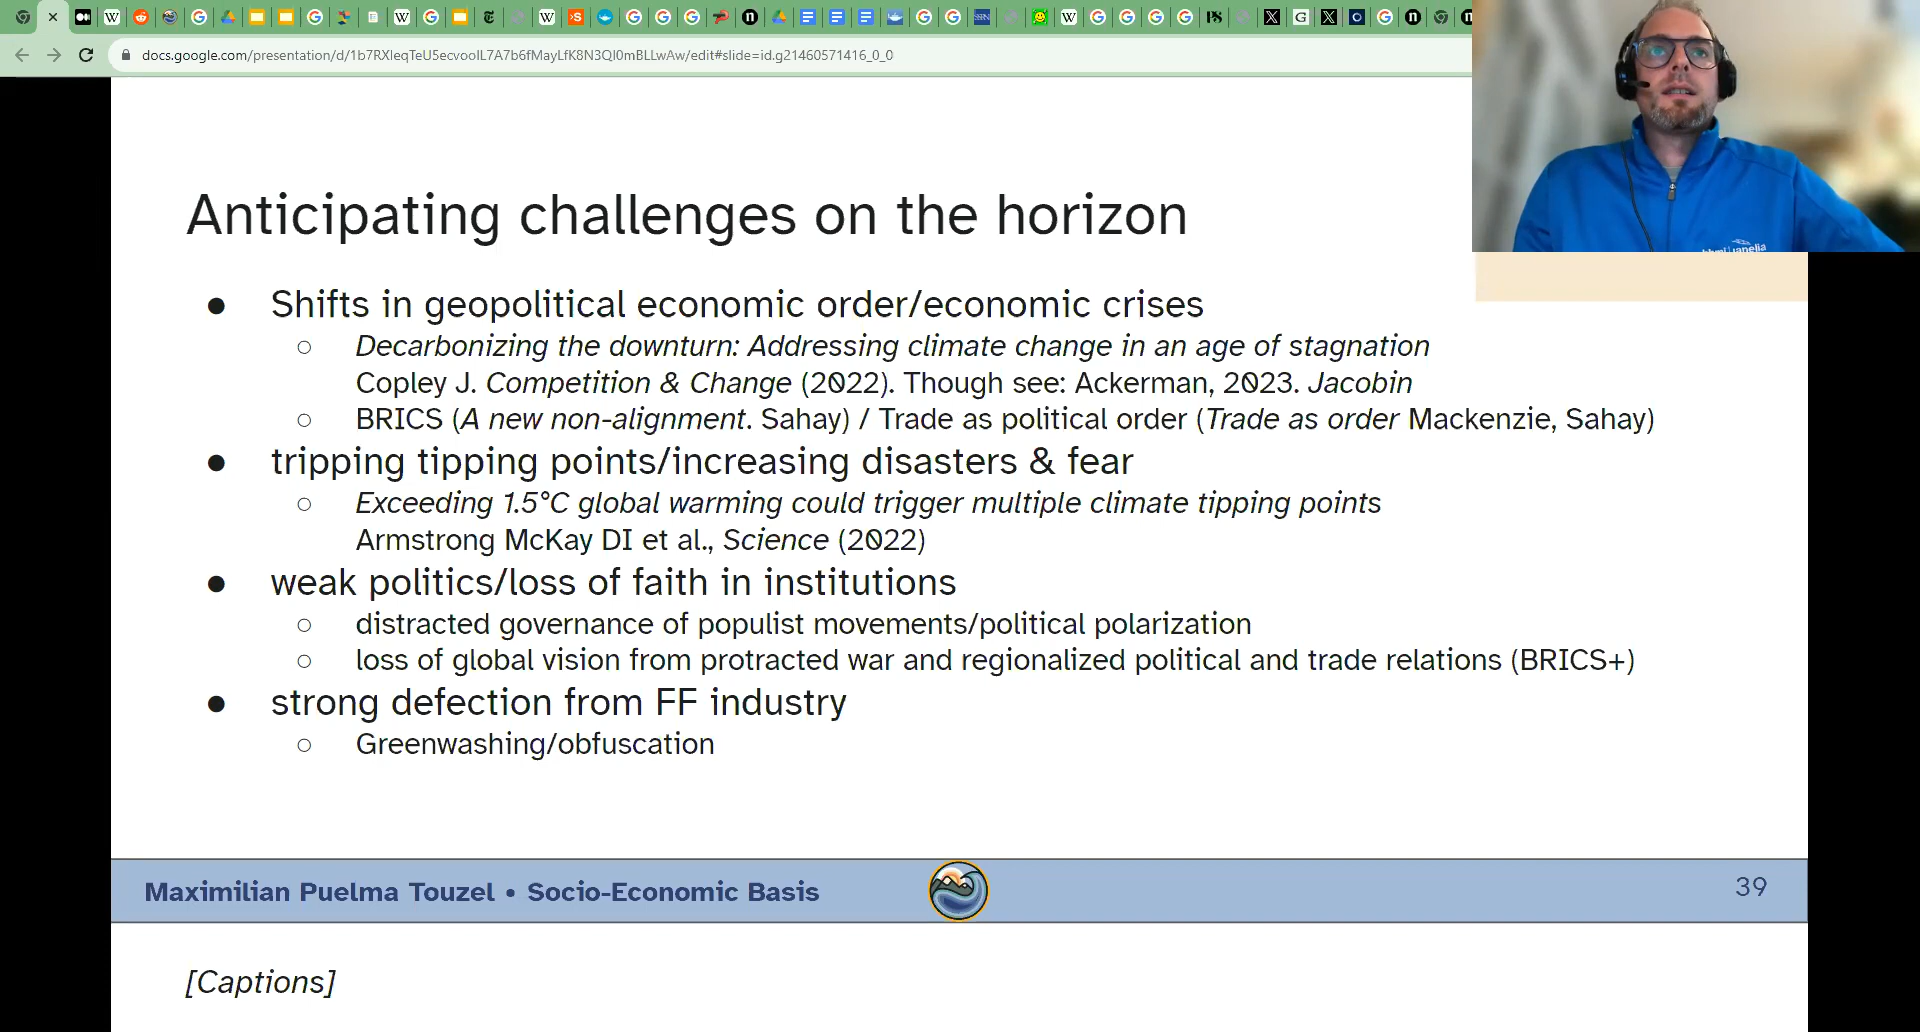 docs.google.com/presentation/d/1b7RXleqTeU5ecvooIL7A7b6fMayLfK8N3QI0mBLLwAw/edit#slide=id.g21460571416_0_0
Anticipating challenges on the horizon
● Shifts in geopolitical economic order/economic crises
○ Decarbonizing the downturn: Addressing climate change in an age of stagnation
Copley J. Competition & Change (2022). Though see: Ackerman, 2023. Jacobin
○ BRICS (A new non-alignment. Sahay) / Trade as political order (Trade as order Mackenzie, Sahay)
● tripping tipping points/increasing disasters & fear
○ Exceeding 1.5°C global warming could trigger multiple climate tipping points
Armstrong McKay DI et al., Science (2022)
● weak politics/loss of faith in institutions
○ distracted governance of populist movements/political polarization
○ loss of global vision from protracted war and regionalized political and trade relations (BRICS+)
● strong defection from FF industry
○ Greenwashing/obfuscation
Maximilian Puelma Touzel • Socio-Economic Basis
39
[Captions]